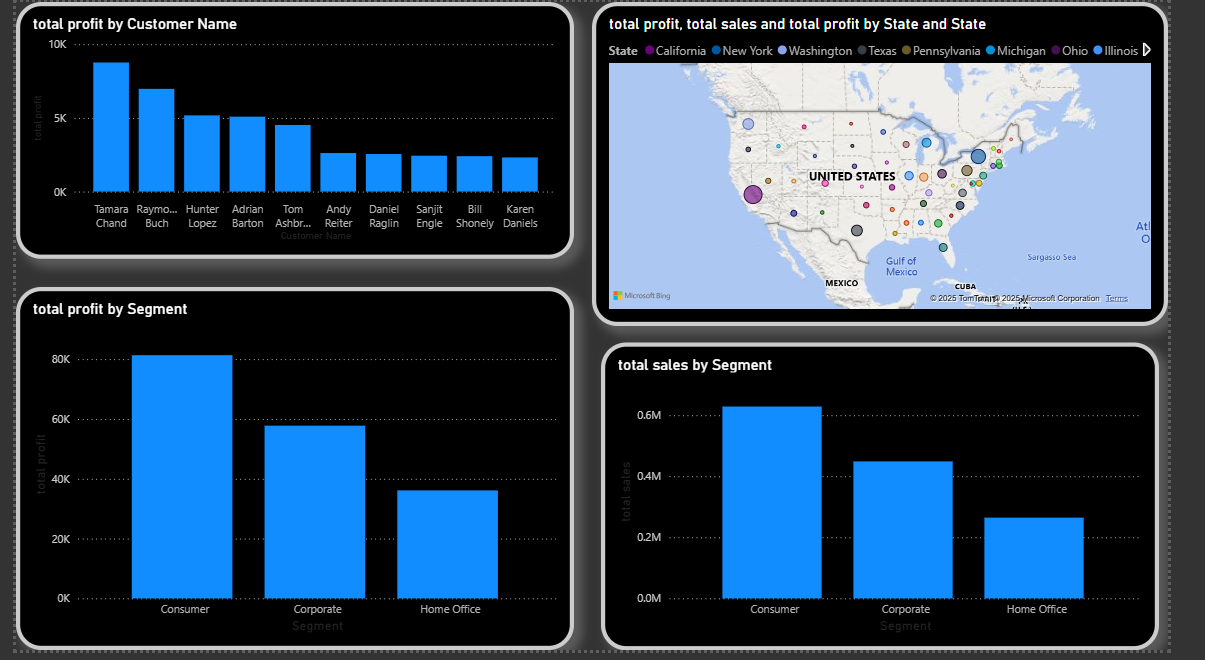 total profit by Customer Name
10K
5K
0K
total profit
Tamara Chand
Raymo... Buch
Hunter Lopez
Adrian Barton
Tom Ashbr...
Andy Reiter
Daniel Raglin
Sanjit Engle
Bill Shonely
Karen Daniels
Customer Name
total profit, total sales and total profit by State and State
State California New York Washington Texas Pennsylvania Michigan Ohio Illinois
UNITED STATES
Atl
O
Sargasso Sea
Gulf of
Mexico
MEXICO
CUBA
Microsoft Bing
© 2025 TomTom, © 2025 Microsoft Corporation Terms
total profit by Segment
80K
60K
40K
20K
0K
total profit
Consumer Corporate Home Office
Segment
total sales by Segment
0.6M
0.4M
0.2M
0.0M
total sales
Consumer Corporate Home Office
Segment